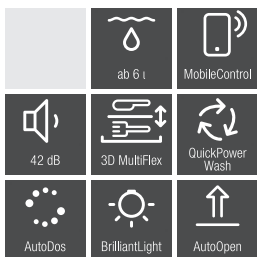 ab 6 l
MobileControl
42 dB
3D MultiFlex
QuickPower
Wash
AutoDos
BrilliantLight
AutoOpen